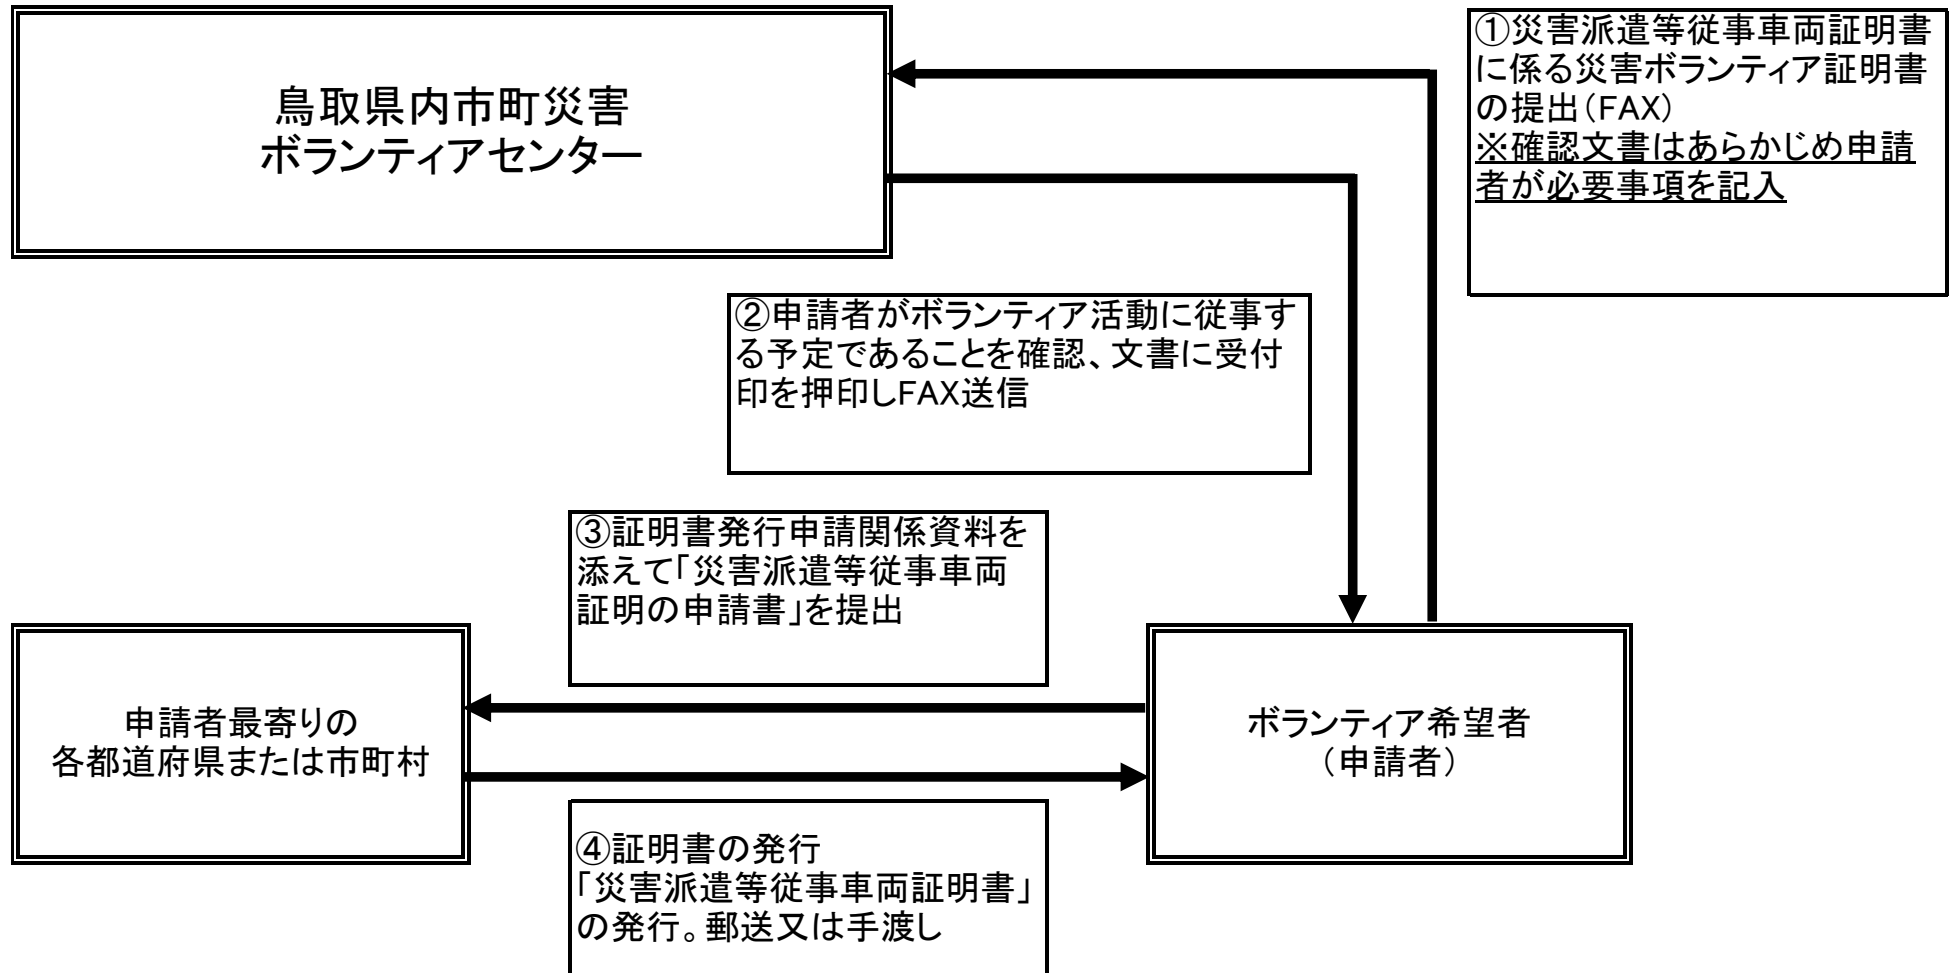 鳥取県内市町災害
ボランティアセンター
①災害派遣等従事車両証明書
に係る災害ボランティア証明書
の提出（FAX）
※確認文書はあらかじめ申請
者が必要事項を記入
②申請者がボランティア活動に従事す
る予定であることを確認、文書に受付
印を押印しFAX送信
③証明書発行申請関係資料を
添えて「災害派遣等従事車両
証明の申請書」を提出
申請者最寄りの
各都道府県または市町村
ボランティア希望者
（申請者）
④証明書の発行
「災害派遣等従事車両証明書」
の発行。郵送又は手渡し